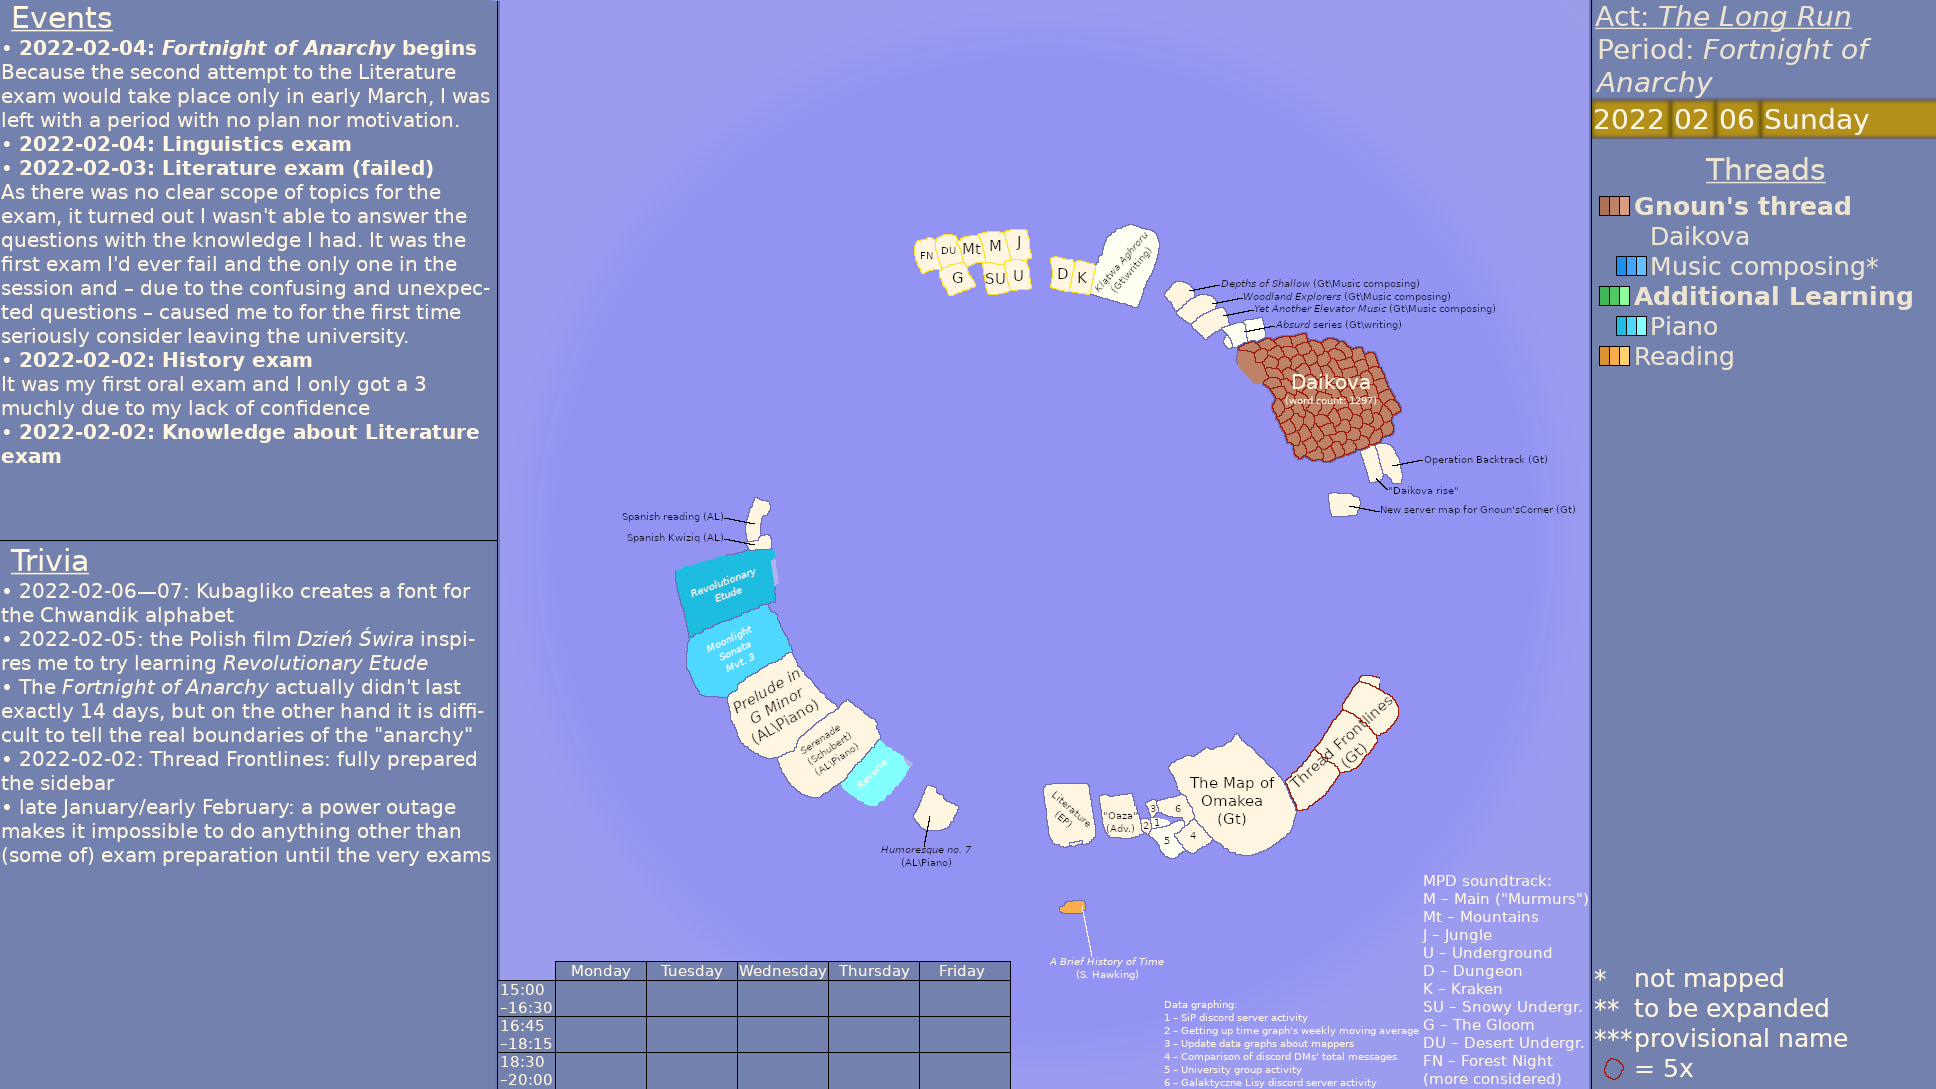 Events
• 2022-02-04: Fortnight of Anarchy begins
Because the second attempt to the Literature
exam would take place only in early March, I was
left with a period with no plan nor motivation.
• 2022-02-04: Linguistics exam
• 2022-02-03: Literature exam (failed)
As there was no clear scope of topics for the
exam, it turned out I wasn't able to answer the
questions with the knowledge I had. It was the
first exam I'd ever fail and the only one in the
session and – due to the confusing and unexpec-
ted questions – caused me to for the first time
seriously consider leaving the university.
• 2022-02-02: History exam
It was my first oral exam and I only got a 3
muchly due to my lack of confidence
• 2022-02-02: Knowledge about Literature
exam
Trivia
• 2022-02-06—07: Kubagliko creates a font for
the Chwandik alphabet
• 2022-02-05: the Polish film Dzień Świra inspi-
res me to try learning Revolutionary Etude
• The Fortnight of Anarchy actually didn't last
exactly 14 days, but on the other hand it is diffi-
cult to tell the real boundaries of the "anarchy"
• 2022-02-02: Thread Frontlines: fully prepared
the sidebar
• late January/early February: a power outage
makes it impossible to do anything other than
(some of) exam preparation until the very exams
FN
DU
Mt
M
J
G
SU
U
D
K
Klątwa Aghroru
(Gt\writing)
Depths of Shallow (Gt\Music composing)
Woodland Explorers (Gt\Music composing)
Yet Another Elevator Music (Gt\Music composing)
Absurd series (Gt\writing)
Daikova
(word count: 1297)
Operation Backtrack (Gt)
"Daikova rise"
New server map for Gnoun'sCorner (Gt)
Spanish reading (AL)
Spanish Kwiziq (AL)
Revolutionary
Etude
Moonlight
Sonata
Mvt. 3
Prelude in
G Minor
(AL\Piano)
Serenade
(Schubert)
(AL\Piano)
Reverie
Humoresque no. 7
(AL\Piano)
Literature
(EP)
"Oaza"
(Adv.)
3
6
2
1
5
4
The Map of
Omakea
(Gt)
Thread Frontlines
(Gt)
A Brief History of Time
(S. Hawking)
Monday Tuesday Wednesday Thursday Friday
15:00
–16:30
16:45
–18:15
18:30
–20:00
Data graphing:
1 – SiP discord server activity
2 – Getting up time graph's weekly moving average
3 – Update data graphs about mappers
4 – Comparison of discord DMs' total messages
5 – University group activity
6 – Galaktyczne Lisy discord server activity
MPD soundtrack:
M – Main ("Murmurs")
Mt – Mountains
J – Jungle
U – Underground
D – Dungeon
K – Kraken
SU – Snowy Undergr.
G – The Gloom
DU – Desert Undergr.
FN – Forest Night
(more considered)
Act: The Long Run
Period: Fortnight of
Anarchy
2022 02 06 Sunday
Threads
Gnoun's thread
Daikova
Music composing*
Additional Learning
Piano
Reading
* not mapped
** to be expanded
*** provisional name
= 5x